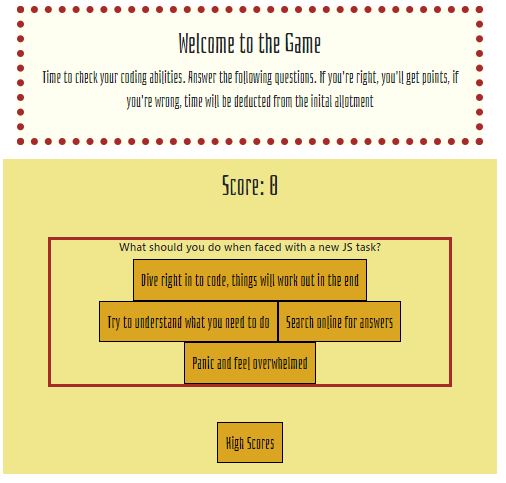 Welcome to the Game
Time to check your coding abilities. Answer the following questions. If you're right, you'll get points, if
you're wrong, time will be deducted from the inital allotment
Score: 0
What should you do when faced with a new JS task?
Dive right in to code, things will work out in the end
Try to understand what you need to do
Search online for answers
Panic and feel overwhelmed
High Scores